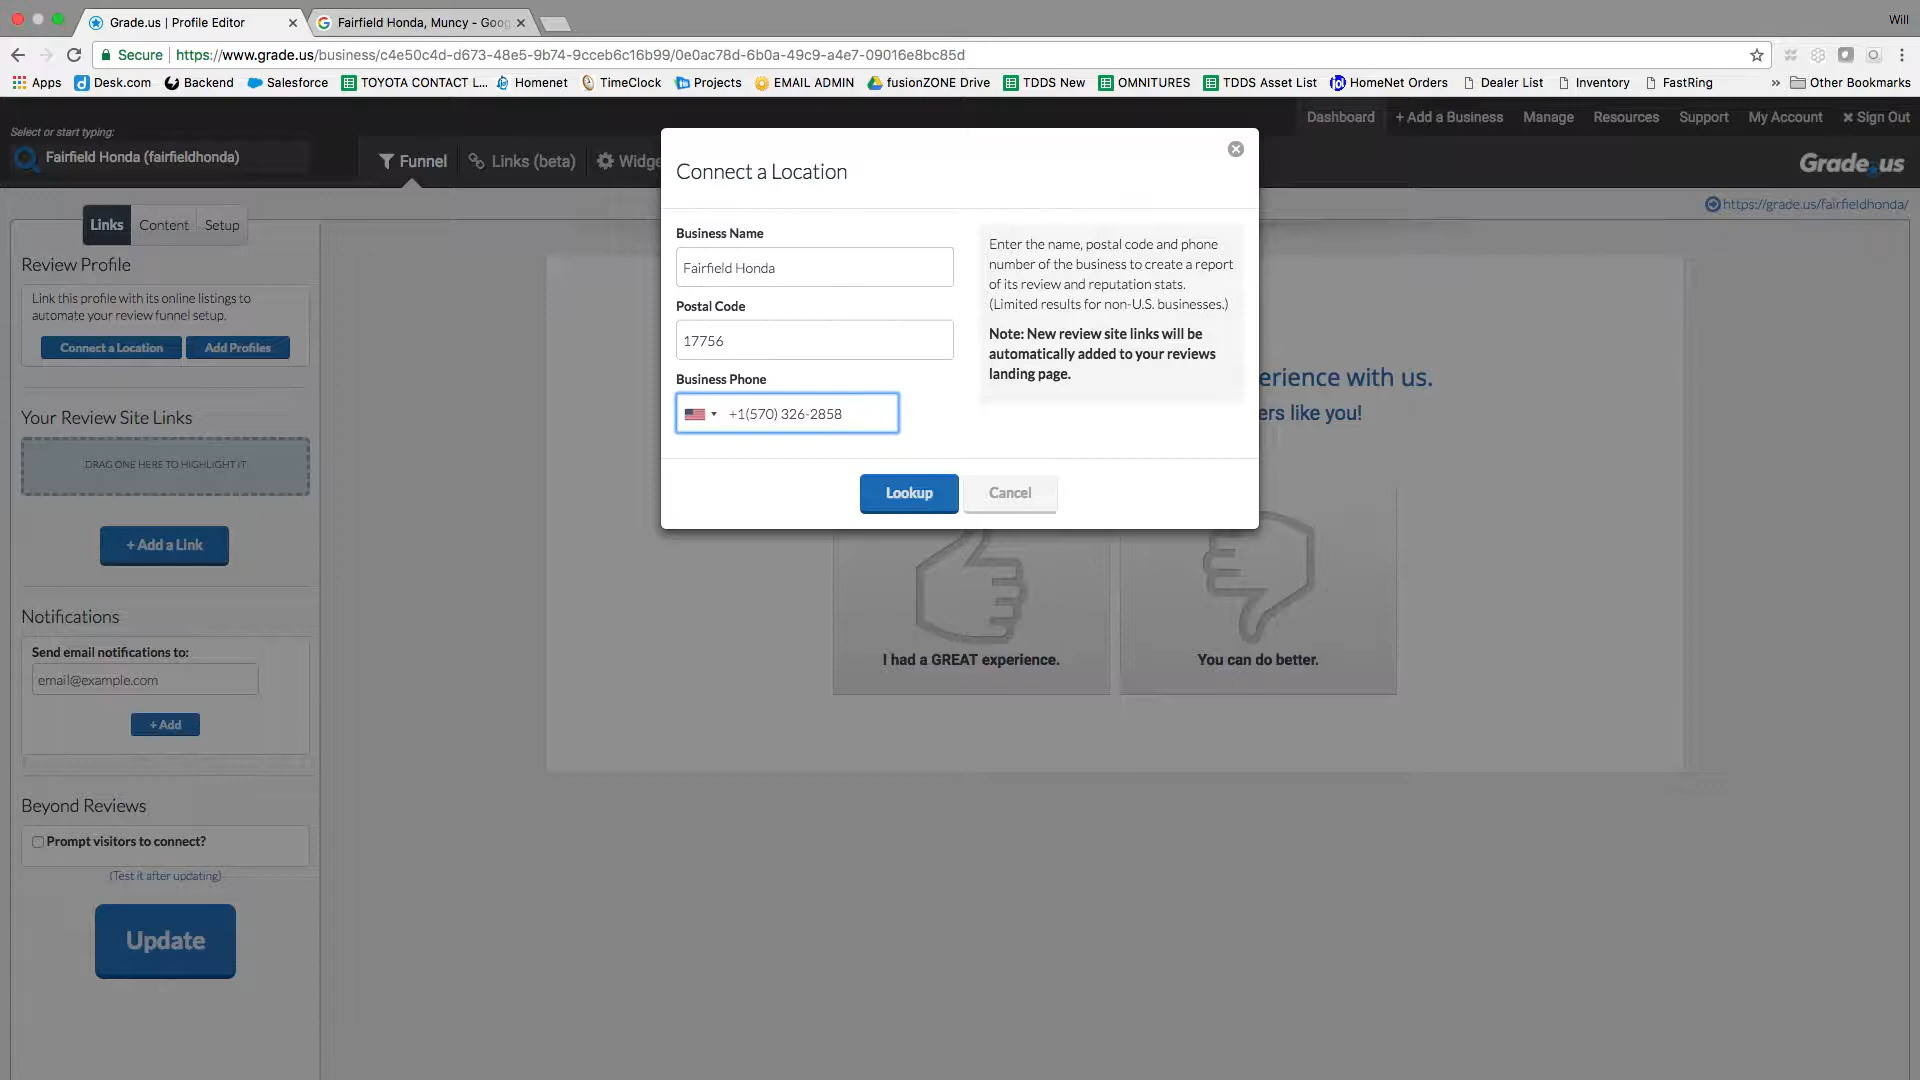 Grade.us | Profile Editor
Fairfield Honda, Muncy - Goog
Will
Secure
https://www.grade.us/business/c4e50c4d-d673-48e5-9b74-9cceb6c16b99/0e0ac78d-6b0a-49c9-a4e7-09016e8bc85d
Apps
Desk.com
Backend
Salesforce
TOYOTA CONTACT L...
Homenet
TimeClock
Projects
EMAIL ADMIN
fusionZONE Drive
TDDS New
OMNITURES
TDDS Asset List
HomeNet Orders
Dealer List
Inventory
FastRing
»
Other Bookmarks
Select or start typing:
Fairfield Honda (fairfieldhonda)
Funnel
Links (beta)
Widge
Dashboard
+ Add a Business
Manage
Resources
Support
My Account
Sign Out
Grade.us
https://grade.us/fairfieldhonda/
Links
Content
Setup
Review Profile
Link this profile with its online listings to
automate your review funnel setup.
Connect a Location
Add Profiles
Your Review Site Links
DRAG ONE HERE TO HIGHLIGHT IT
+ Add a Link
Notifications
Send email notifications to:
email@example.com
+ Add
Beyond Reviews
Prompt visitors to connect?
(Test it after updating)
Update
Connect a Location
Business Name
Fairfield Honda
Postal Code
17756
Business Phone
+1(570) 326-2858
Enter the name, postal code and phone
number of the business to create a report
of its review and reputation stats.
(Limited results for non-U.S. businesses.)
Note: New review site links will be
automatically added to your reviews
landing page.
Lookup
Cancel
erience with us.
ers like you!
I had a GREAT experience.
You can do better.